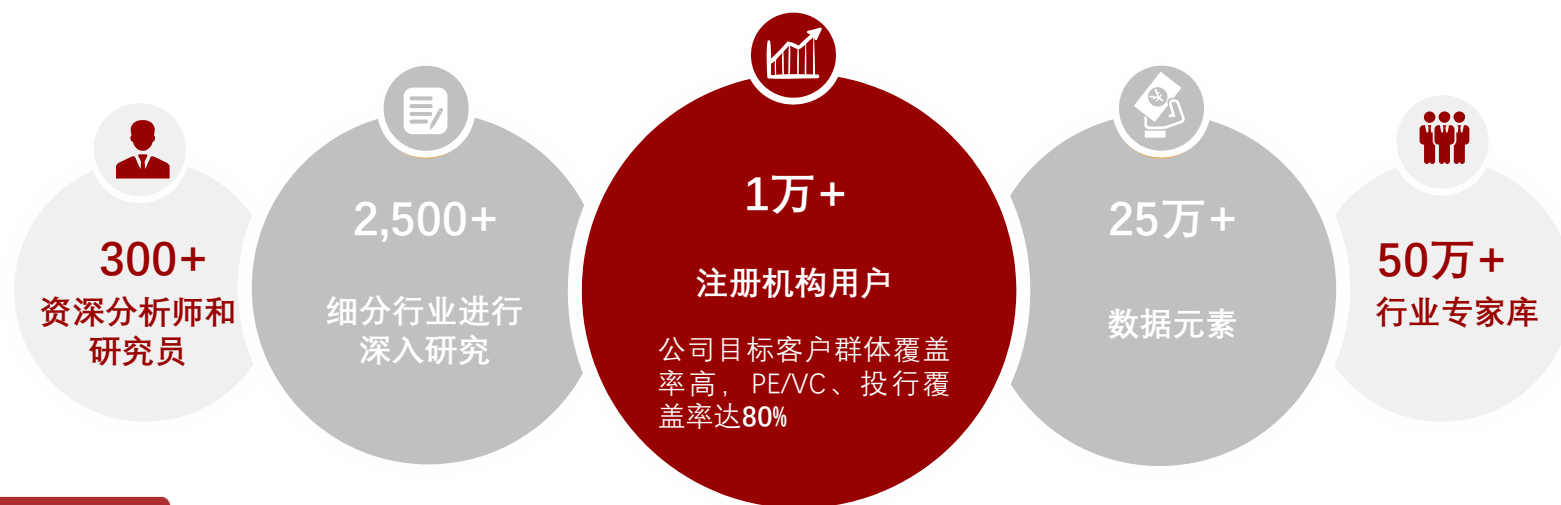 300+
资深分析师和
研究员
2,500+
细分行业进行
深入研究
1万+
注册机构用户
公司目标客户群体覆盖
率高，PE/VC、投行覆
盖率达80%
25万+
数据元素
50万+
行业专家库